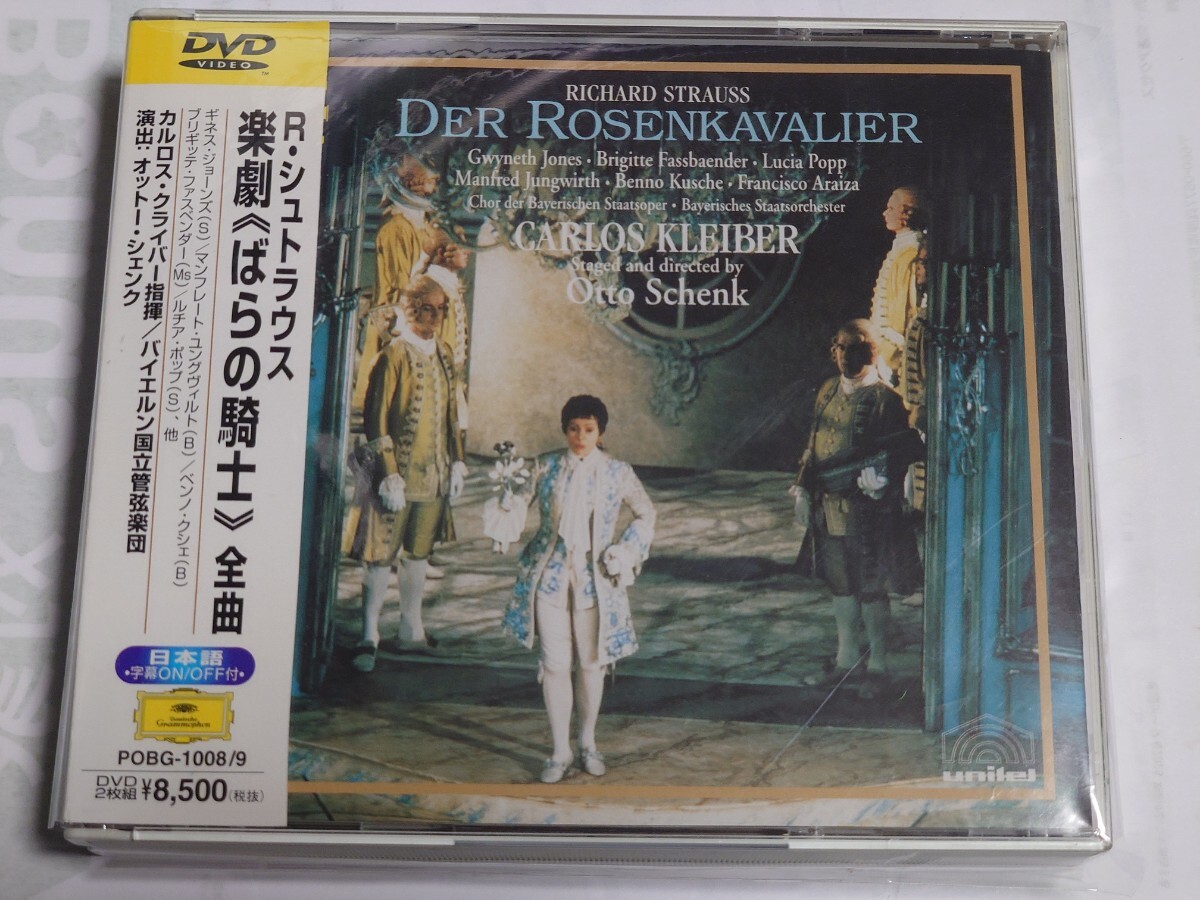 DVD
VIDEO
R・シュトラウス
楽劇《ばらの騎士》全曲
ギネス・ジョーンズ(S)/マンフレート・ユングヴィルト(B)/ベンノ・クシェ(B)
ブリギッテ・ファスベンダー(Ms)/ルチア・ポップ(S)、他
カルロス・クライバー指揮/バイエルン国立管弦楽団
演出:オットー・シェンク
日本語
・字幕ON/OFF付・
Deutsche
Grammophon
POBG-1008/9
DVD
2枚組 ¥8,500(税抜)
RICHARD STRAUSS
DER ROSENKAVALIER
Gwyneth Jones・Brigitte Fassbaender・Lucia Popp
Manfred Jungwirth・Benno Kusche・Francisco Araiza
Chor der Bayerischen Staatsoper・Bayerisches Staatsorchester
CARLOS KLEIBER
Staged and directed by
Otto Schenk
unitel